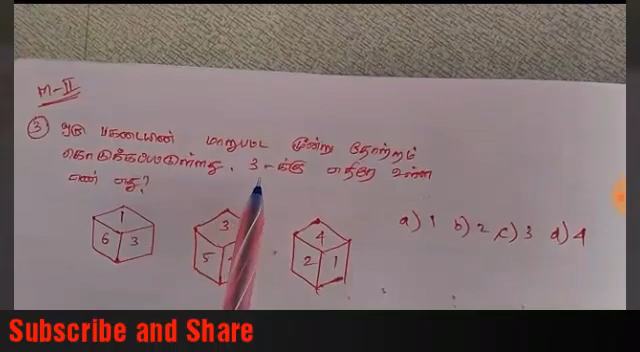 M-II
③ ஒரு பகடையின் மாறுபட்ட மூன்று தோற்றம்
கொடுக்கப்பட்டுள்ளது. 3-க்கு எதிரே உள்ள
எண் எது?
1 6 3
3 5
4 2 1
a) 1 b) 2 c) 3 d) 4
Subscribe and Share